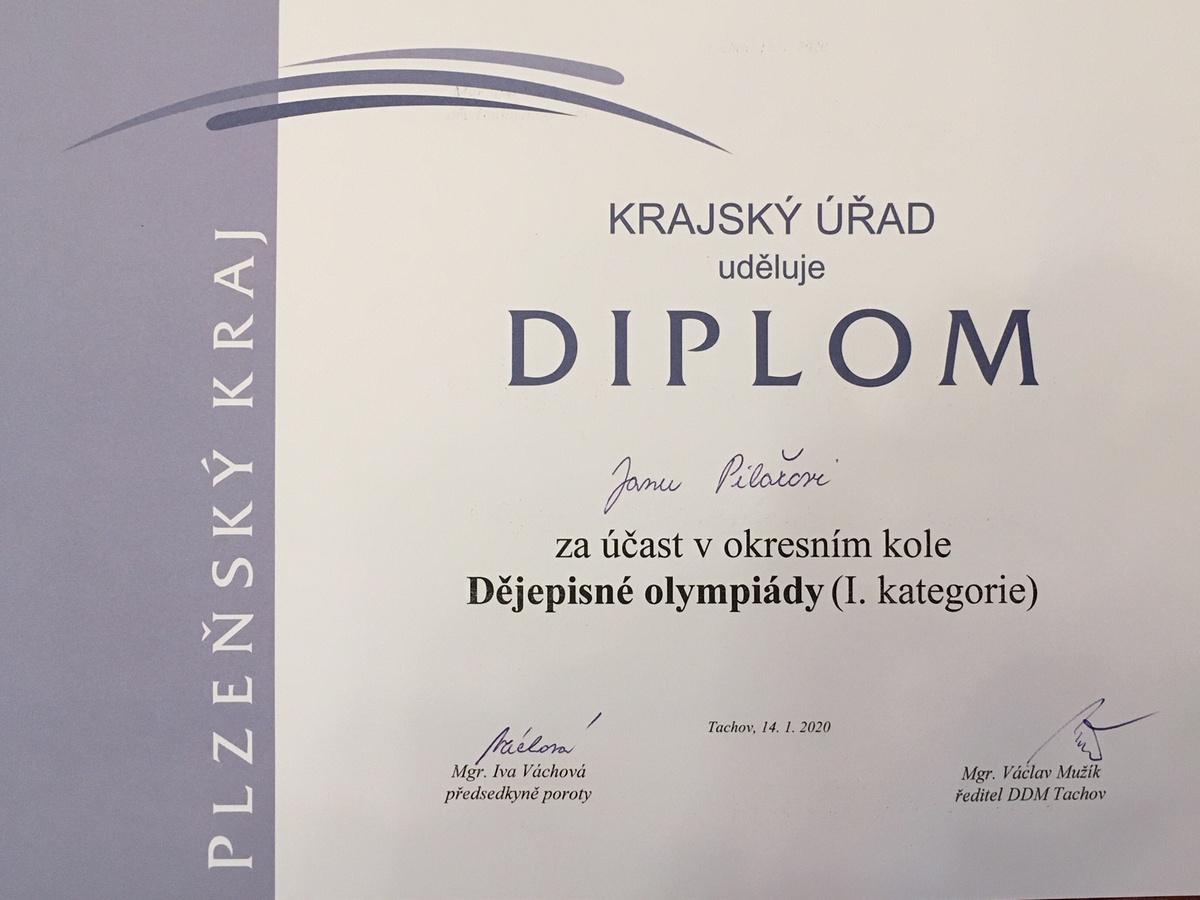 PLZEŇSKÝ KRAJ
KRAJSKÝ ÚŘAD
uděluje
DIPLOM
Janu Pilařovi
za účast v okresním kole
Dějepisné olympiády (I. kategorie)
Tachov, 14. 1. 2020
Váchová
Mgr. Iva Váchová
předsedkyně poroty
Mgr. Václav Mužík
ředitel DDM Tachov